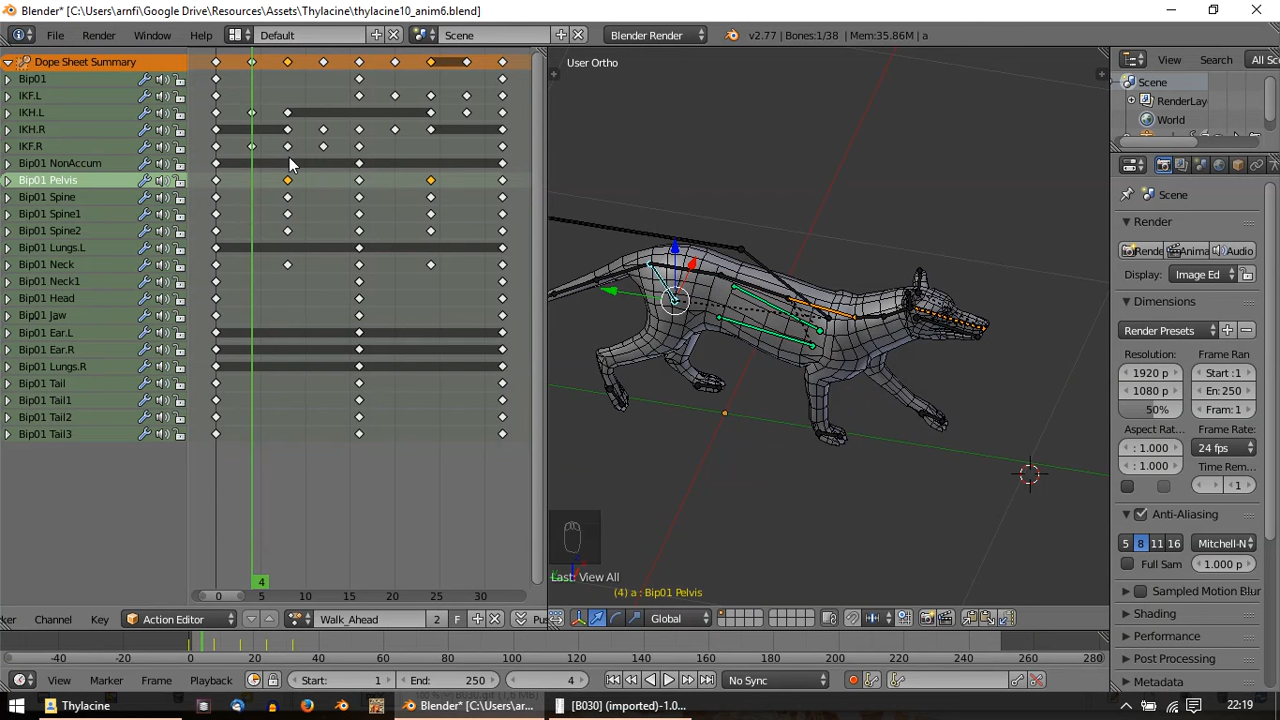 Blender* [C:\Users\arnfi\Google Drive\Resources\Assets\Thylacine\thylacine10_anim6.blend]
File Render Window Help Default Scene Blender Render v2.77 | Bones:1/38 | Mem:35.86M | a
Dope Sheet Summary
Bip01
IKF.L
IKH.L
IKH.R
IKF.R
Bip01 NonAccum
Bip01 Pelvis
Bip01 Spine
Bip01 Spine1
Bip01 Spine2
Bip01 Lungs.L
Bip01 Neck
Bip01 Neck1
Bip01 Head
Bip01 Jaw
Bip01 Ear.L
Bip01 Ear.R
Bip01 Lungs.R
Bip01 Tail
Bip01 Tail1
Bip01 Tail2
Bip01 Tail3
4
0 5 10 15 20 25 30
ker Channel Key Action Editor Walk_Ahead 2 F Pus
User Ortho
Last: View All
(4) a : Bip01 Pelvis
Global
View Search All Sc
Scene
RenderLay
World
Scene
Render
Rende Anima Audio
Display: Image Ed
Dimensions
Render Presets
Resolution: Frame Ran
1920 p Start :1
1080 p En: 250
50% Fram: 1
Aspect Rat.. Frame Rate:
: 1.000 24 fps
: 1.000 Time Rem...
1
Anti-Aliasing
5 8 11 16 Mitchell-N
Full Sam 1.000 p
Sampled Motion Blur
Shading
Performance
Post Processing
Metadata
-40 -20 0 20 40 60 80 100 120 140 160 180 200 220 240 260 280
View Marker Frame Playback Start: 1 End: 250 4 No Sync
Thylacine Blender* [C:\Users\ar... [B030] (imported)-1.0... 22:19